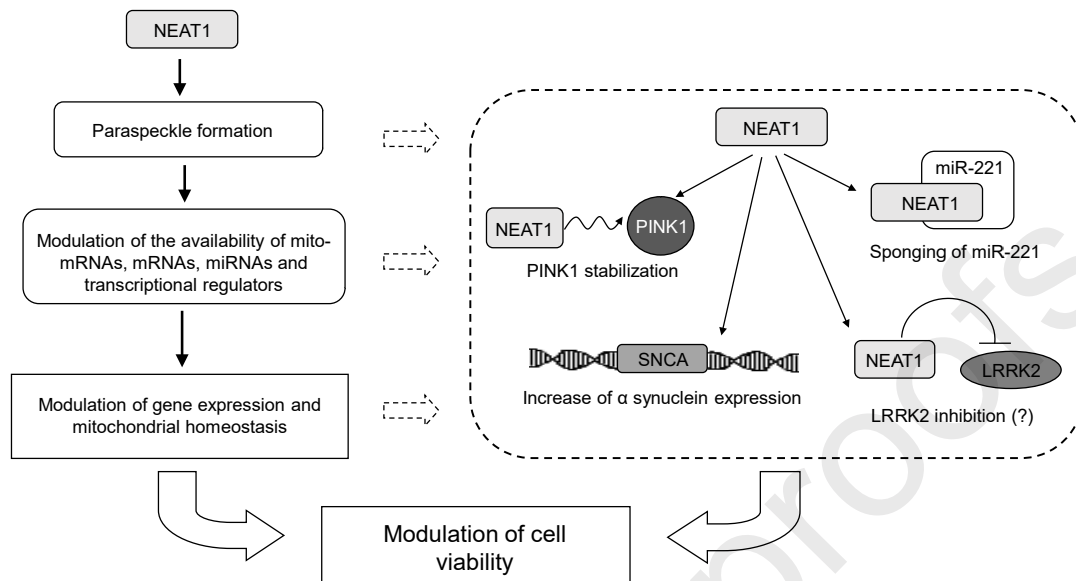 NEAT1
Paraspeckle formation
Modulation of the availability of mito-
mRNAs, mRNAs, miRNAs and
transcriptional regulators
Modulation of gene expression and
mitochondrial homeostasis
NEAT1
NEAT1
PINK1
PINK1 stabilization
miR-221
NEAT1
Sponging of miR-221
SNCA
Increase of α synuclein expression
NEAT1
LRRK2
LRRK2 inhibition (?)
Modulation of cell
viability
proofs